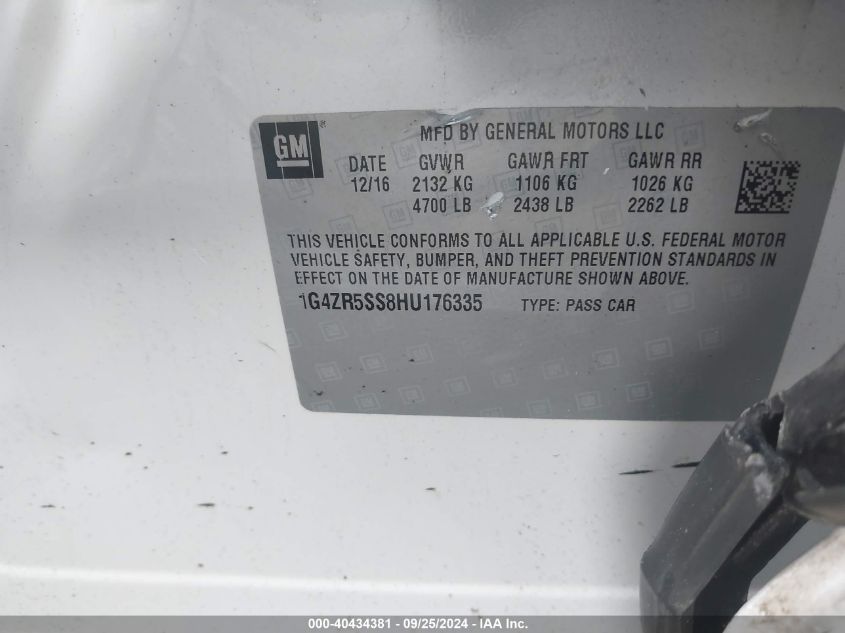 GM®
MFD BY GENERAL MOTORS LLC
DATE GVWR GAWR FRT GAWR RR
12/16 2132 KG 1106 KG 1026 KG
4700 LB 2438 LB 2262 LB
THIS VEHICLE CONFORMS TO ALL APPLICABLE U.S. FEDERAL MOTOR
VEHICLE SAFETY, BUMPER, AND THEFT PREVENTION STANDARDS IN
EFFECT ON THE DATE OF MANUFACTURE SHOWN ABOVE.
1G4ZR5SS8HU176335 TYPE: PASS CAR
000-40434381 - 09/25/2024 - IAA Inc.